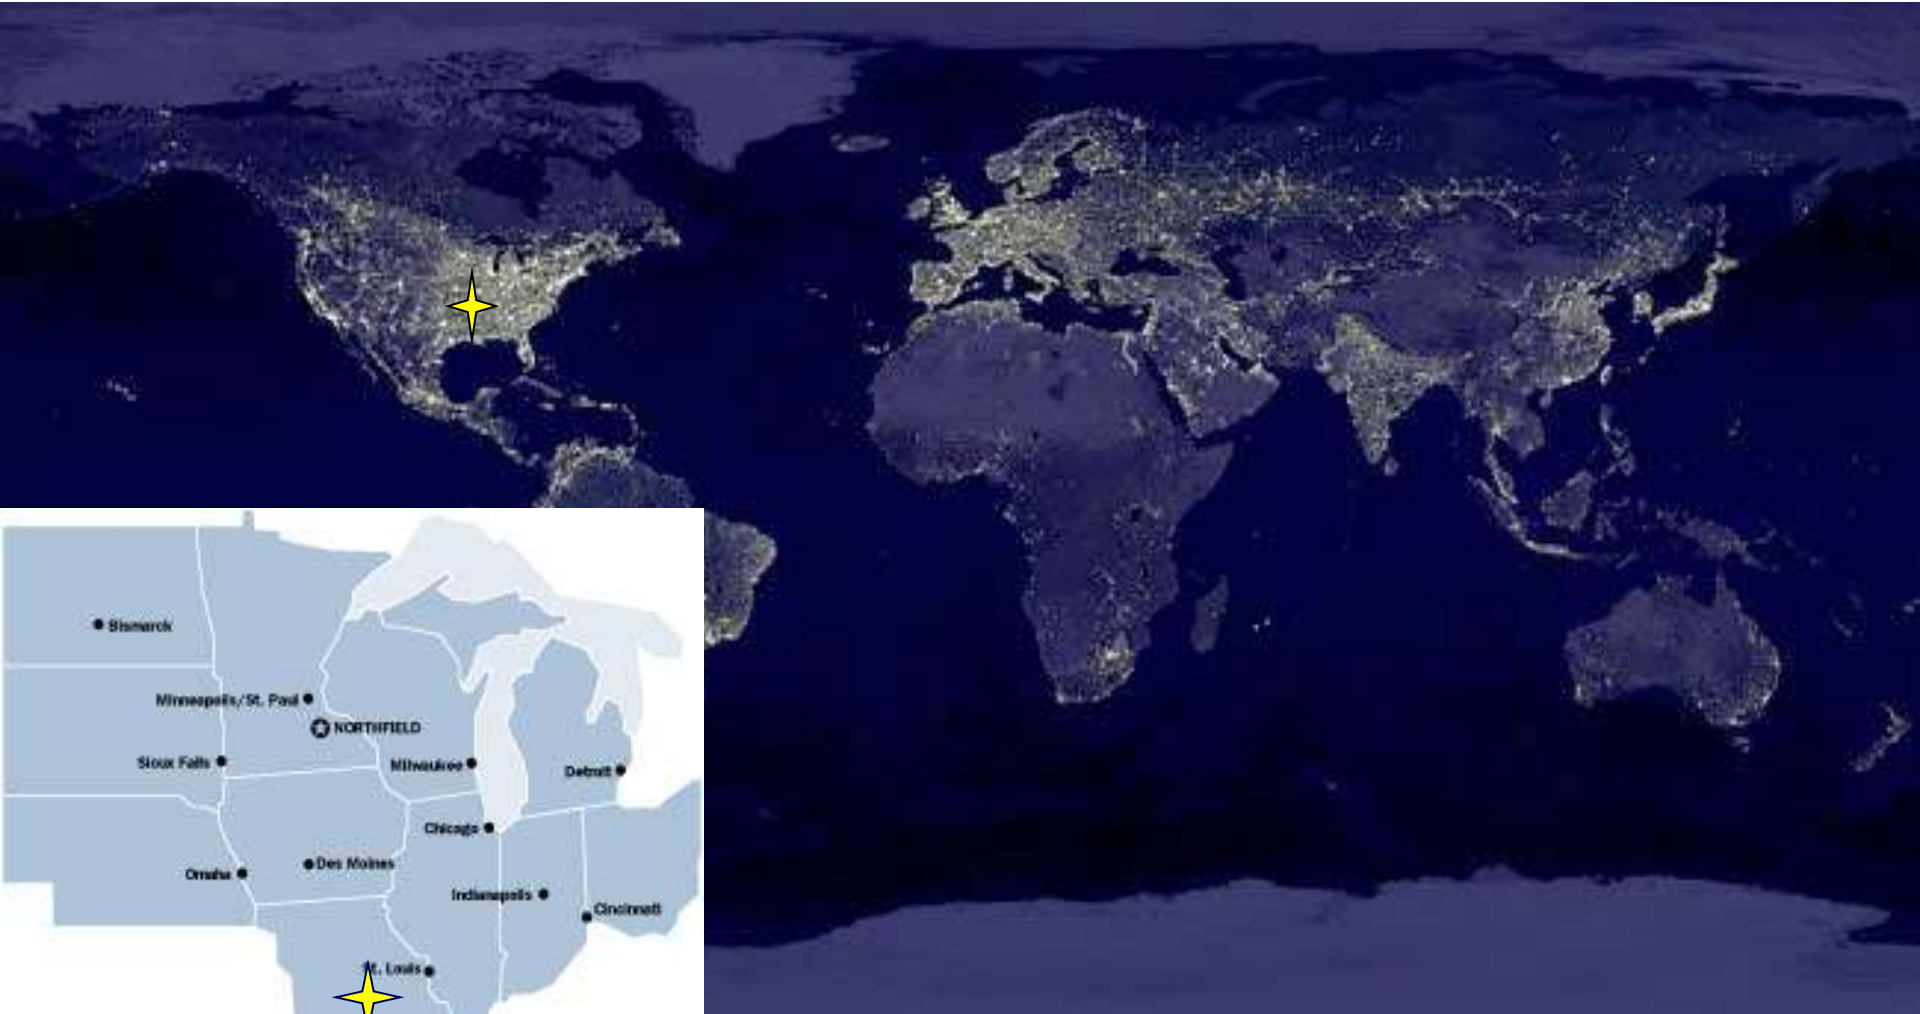 Bismarck
Minneapolis/St. Paul
NORTHFIELD
Sioux Falls
Milwaukee
Detroit
Chicago
Omaha
Des Moines
Indianapolis
Cincinnati
St. Louis